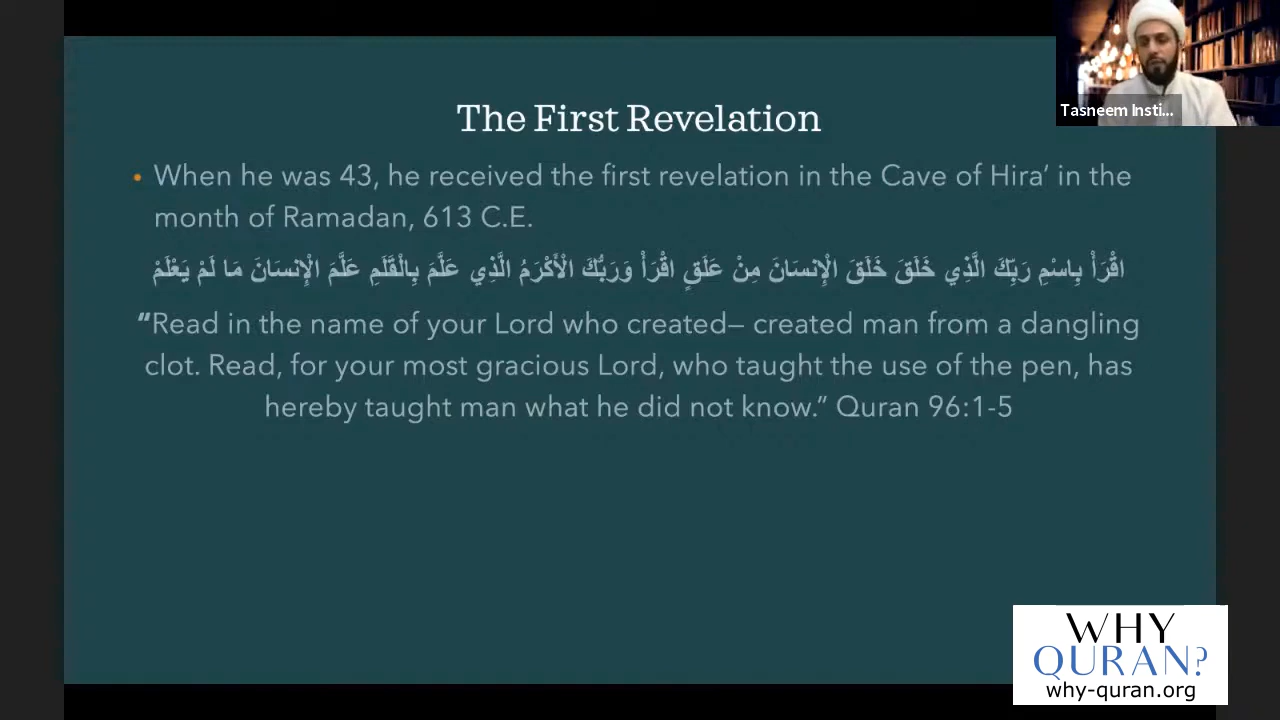 Tasneem Insti...
The First Revelation
• When he was 43, he received the first revelation in the Cave of Hira’ in the
month of Ramadan, 613 C.E.
اقْرَأْ بِاسْمِ رَبِّكَ الَّذِي خَلَقَ خَلَقَ الْإِنسَانَ مِنْ عَلَقٍ اقْرَأْ وَرَبُّكَ الْأَكْرَمُ الَّذِي عَلَّمَ بِالْقَلَمِ عَلَّمَ الْإِنسَانَ مَا لَمْ يَعْلَمْ
“Read in the name of your Lord who created– created man from a dangling
clot. Read, for your most gracious Lord, who taught the use of the pen, has
hereby taught man what he did not know.” Quran 96:1-5
WHY
QURAN?
why-quran.org